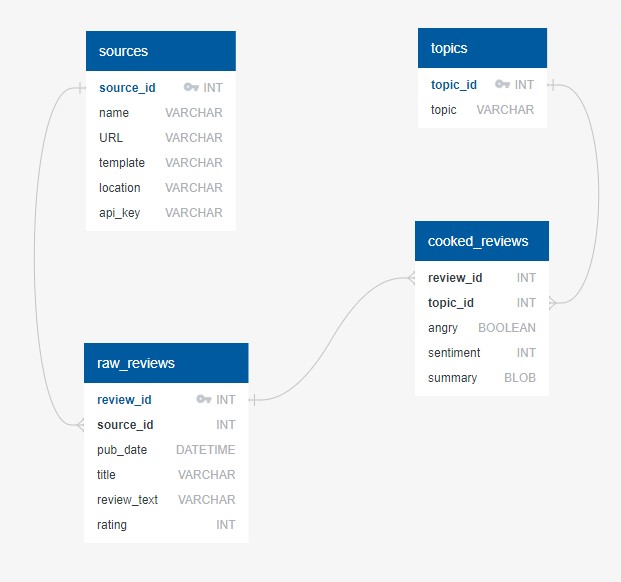 sources
source_id INT
name VARCHAR
URL VARCHAR
template VARCHAR
location VARCHAR
api_key VARCHAR
topics
topic_id INT
topic VARCHAR
cooked_reviews
review_id INT
topic_id INT
angry BOOLEAN
sentiment INT
summary BLOB
raw_reviews
review_id INT
source_id INT
pub_date DATETIME
title VARCHAR
review_text VARCHAR
rating INT